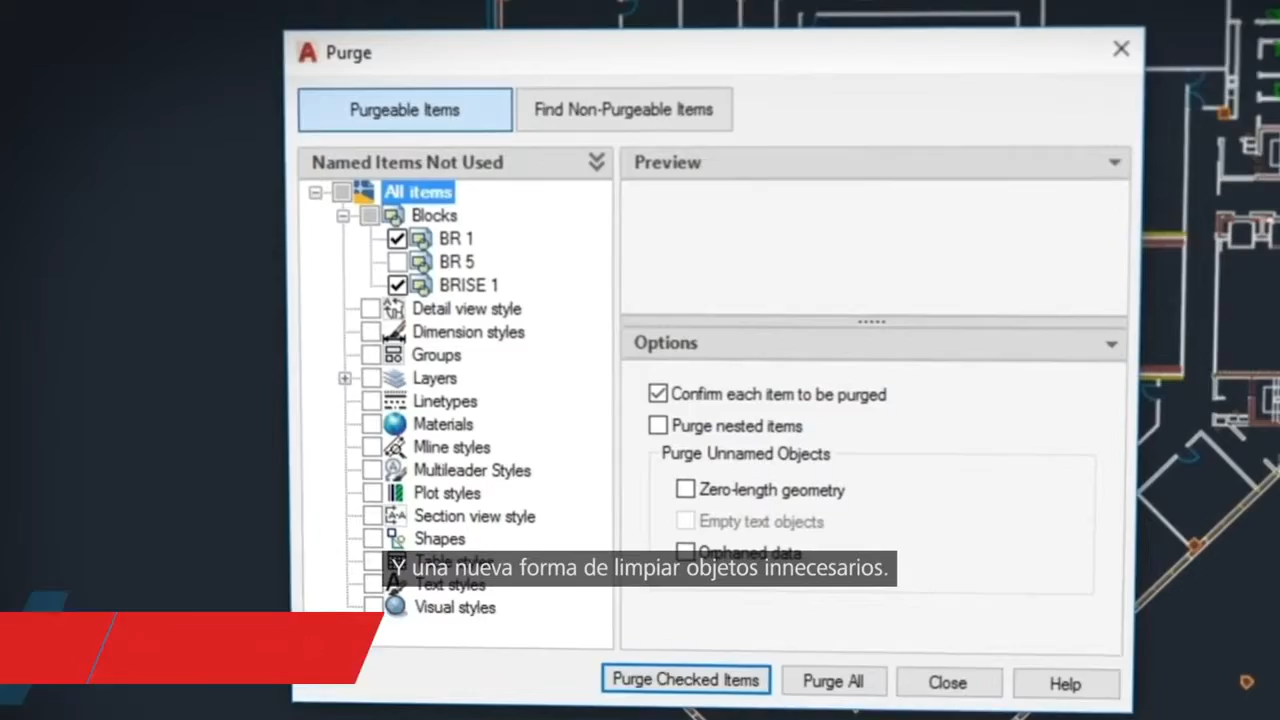 Purge
Purgeable Items
Find Non-Purgeable Items
Named Items Not Used
All items
Blocks
BR 1
BR 5
BRISE 1
Detail view style
Dimension styles
Groups
Layers
Linetypes
Materials
Mline styles
Multileader Styles
Plot styles
Section view style
Shapes
Table styles
Text styles
Visual styles
Preview
Options
Confirm each item to be purged
Purge nested items
Purge Unnamed Objects
Zero-length geometry
Empty text objects
Orphaned data
Y una nueva forma de limpiar objetos innecesarios.
Purge Checked Items
Purge All
Close
Help